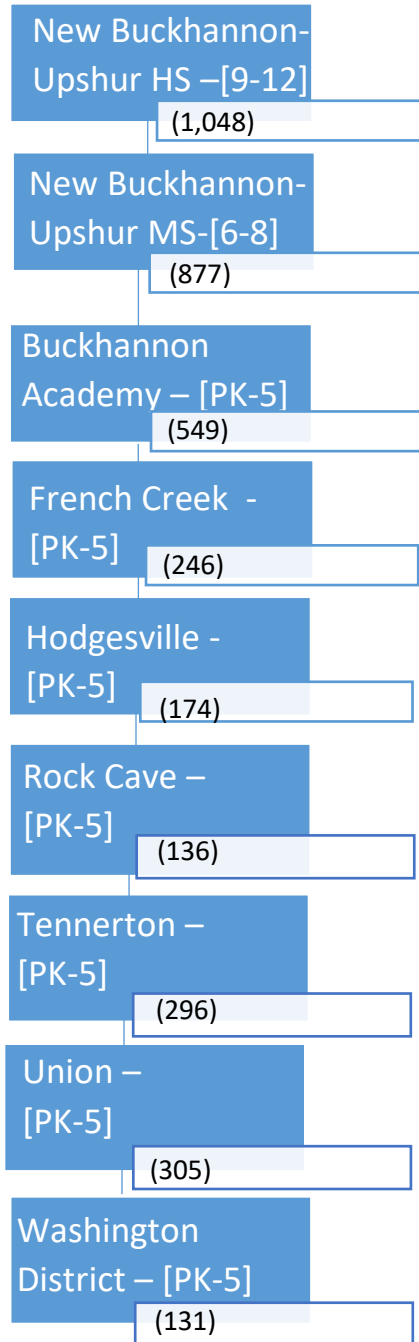 New Buckhannon-
Upshur HS –[9-12]
(1,048)
New Buckhannon-
Upshur MS-[6-8]
(877)
Buckhannon
Academy – [PK-5]
(549)
French Creek -
[PK-5]
(246)
Hodgesville -
[PK-5]
(174)
Rock Cave –
[PK-5]
(136)
Tennerton –
[PK-5]
(296)
Union –
[PK-5]
(305)
Washington
District – [PK-5]
(131)